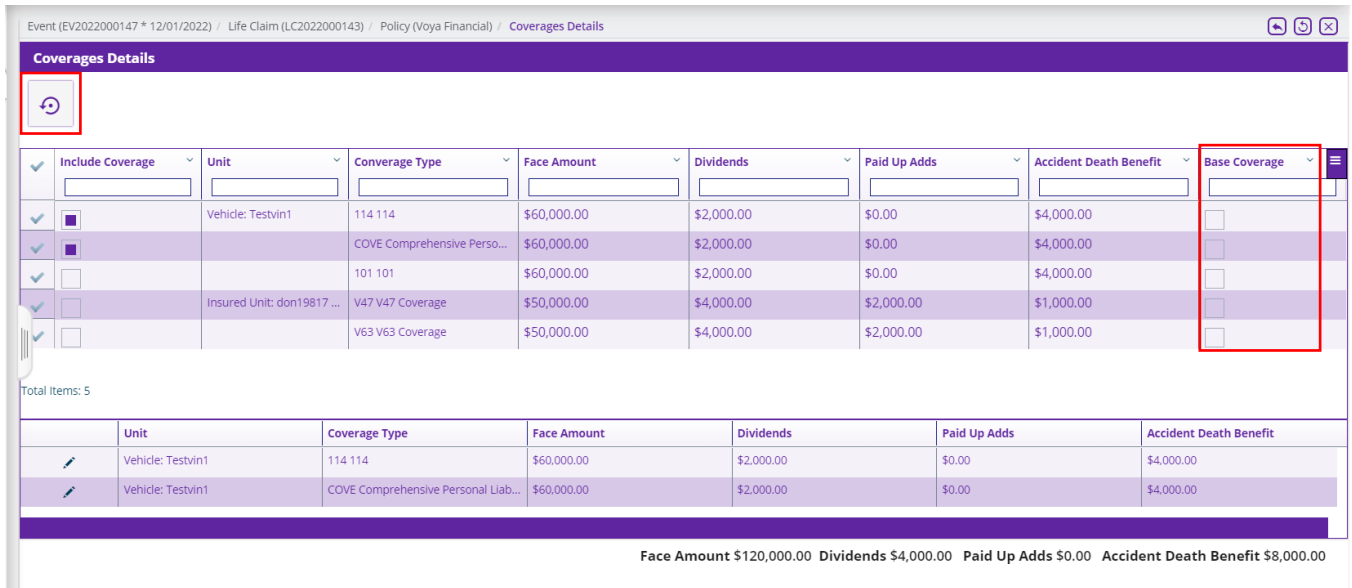 Event (EV2022000147 * 12/01/2022) / Life Claim (LC2022000143) / Policy (Voya Financial) / Coverages Details
Coverages Details
Include Coverage Unit Converage Type Face Amount Dividends Paid Up Adds Accident Death Benefit Base Coverage
Vehicle: Testvin1 114 114 $60,000.00 $2,000.00 $0.00 $4,000.00
COVE Comprehensive Perso... $60,000.00 $2,000.00 $0.00 $4,000.00
101 101 $60,000.00 $2,000.00 $0.00 $4,000.00
Insured Unit: don19817 ... V47 V47 Coverage $50,000.00 $4,000.00 $2,000.00 $1,000.00
V63 V63 Coverage $50,000.00 $4,000.00 $2,000.00 $1,000.00
Total Items: 5
Unit Coverage Type Face Amount Dividends Paid Up Adds Accident Death Benefit
Vehicle: Testvin1 114 114 $60,000.00 $2,000.00 $0.00 $4,000.00
Vehicle: Testvin1 COVE Comprehensive Personal Liab... $60,000.00 $2,000.00 $0.00 $4,000.00
Face Amount $120,000.00 Dividends $4,000.00 Paid Up Adds $0.00 Accident Death Benefit $8,000.00